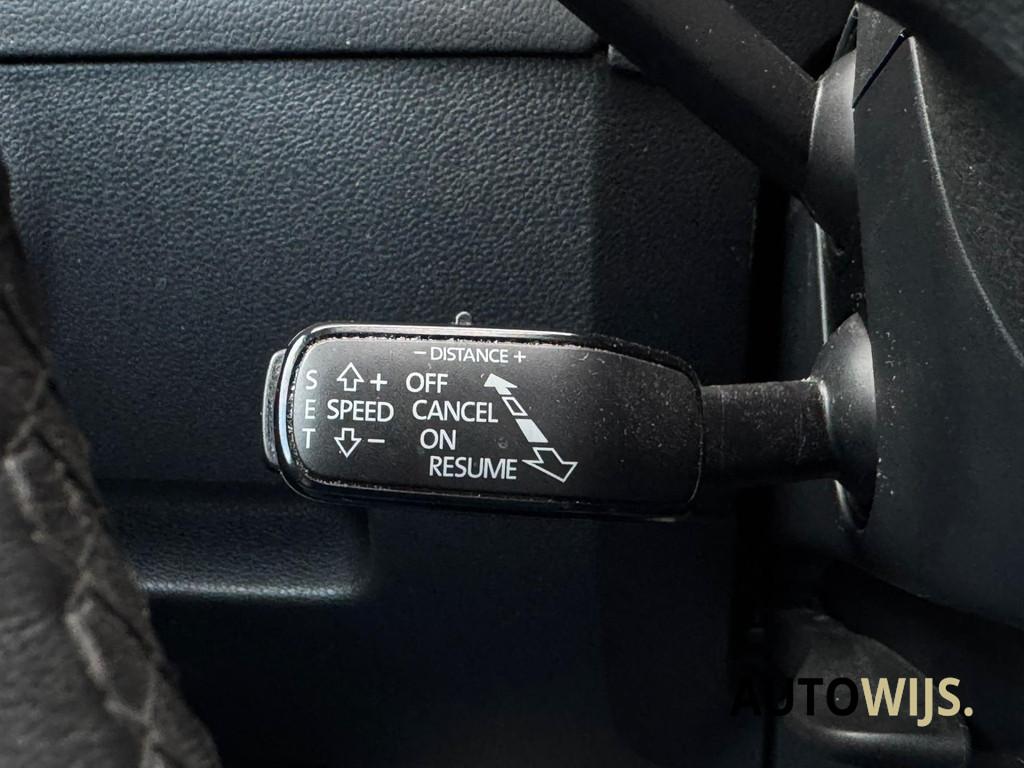 − DISTANCE +
S ⇧ + OFF
E SPEED CANCEL
T ⇩ − ON
RESUME
AUTOWIJS.